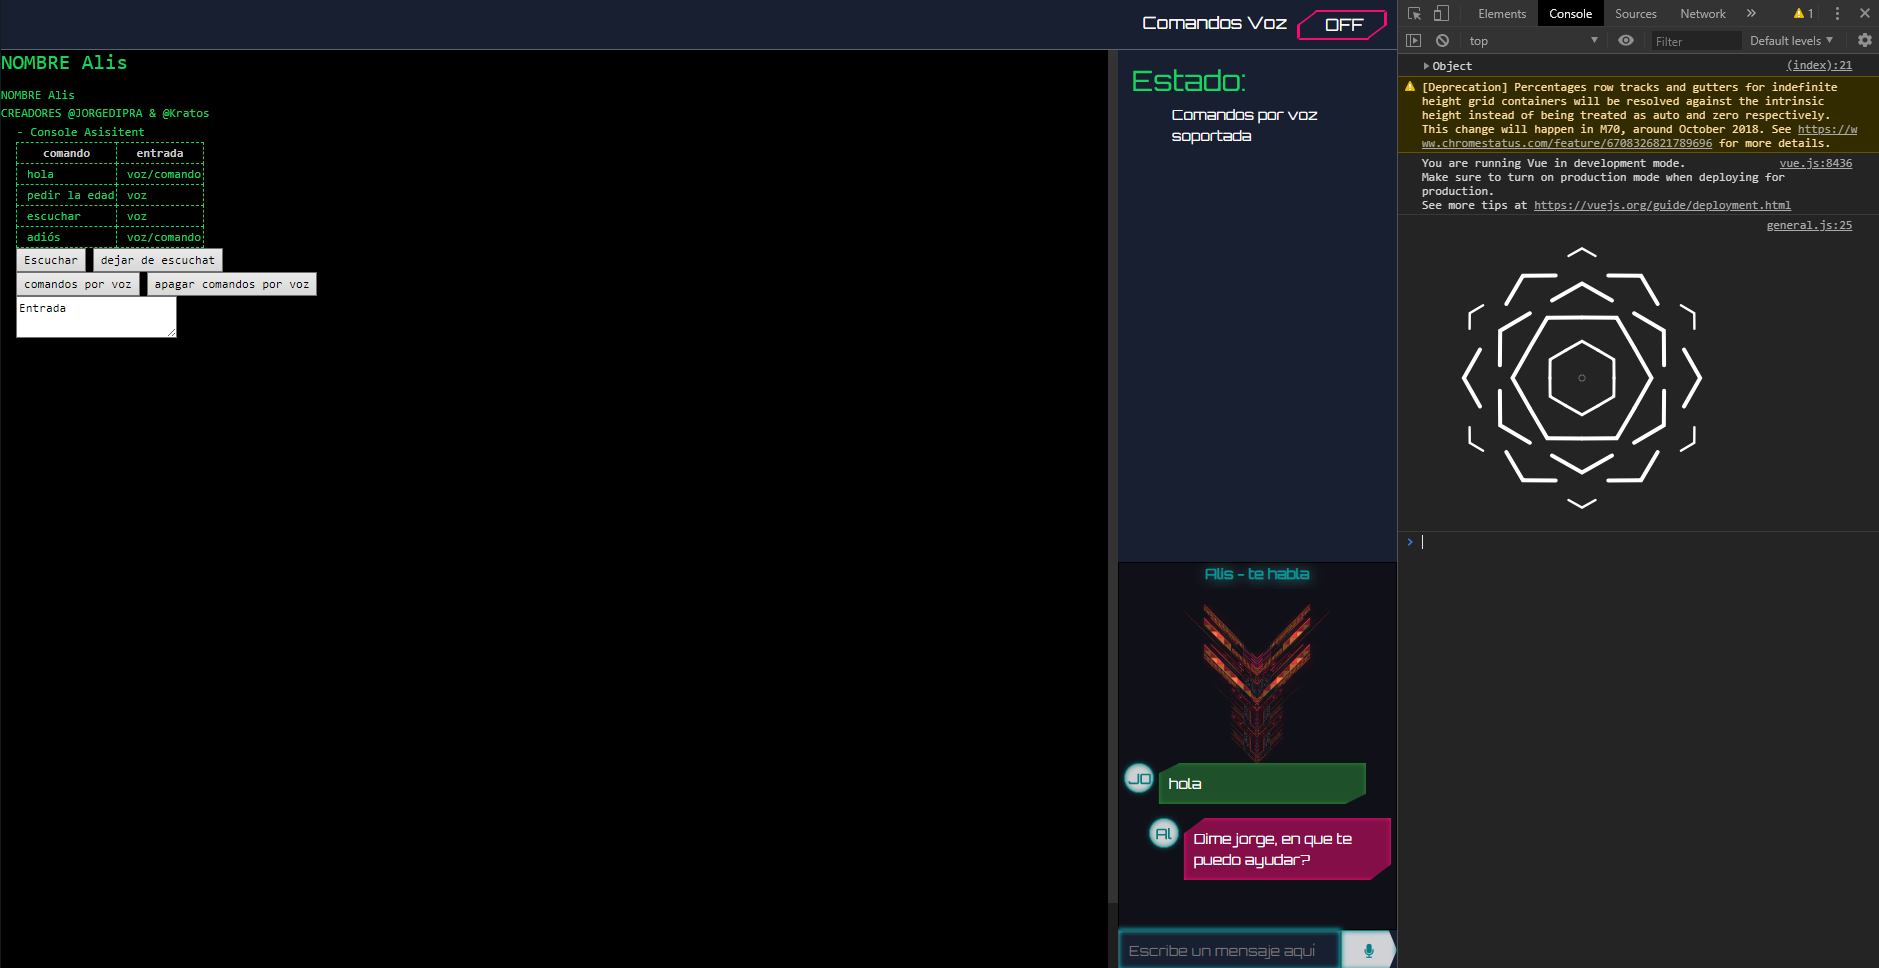 Comandos Voz OFF
NOMBRE Alis
NOMBRE Alis
CREADORES @JORGEDIPRA & @Kratos
- Console Asisitent
comando entrada
hola voz/comando
pedir la edad voz
escuchar voz
adiós voz/comando
Escuchar dejar de escuchat
comandos por voz apagar comandos por voz
Entrada
Estado:
Comandos por voz
soportada
Alis - te habla
JO hola
Al Dime jorge, en que te
puedo ayudar?
Escribe un mensaje aquí
Elements Console Sources Network » 1
top Filter Default levels
Object (index):21
[Deprecation] Percentages row tracks and gutters for indefinite
height grid containers will be resolved against the intrinsic
height instead of being treated as auto and zero respectively.
This change will happen in M70, around October 2018. See https://w
ww.chromestatus.com/feature/6708326821789696 for more details.
You are running Vue in development mode. vue.js:8436
Make sure to turn on production mode when deploying for
production.
See more tips at https://vuejs.org/guide/deployment.html
general.js:25